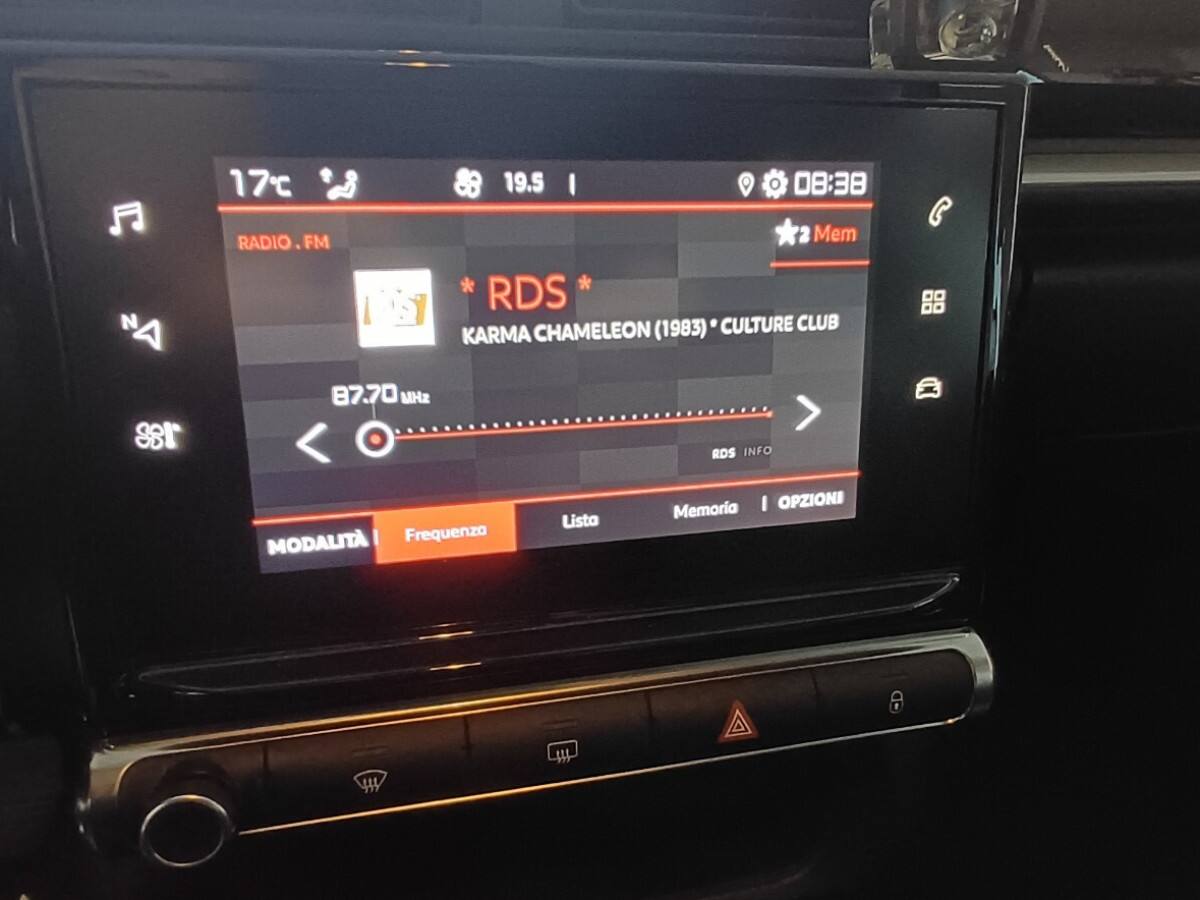 17°C 19.5 08:38
RADIO . FM
2 Mem
* RDS *
KARMA CHAMELEON (1983) * CULTURE CLUB
87.70 MHz
N
RDS INFO
MODALITÀ Frequenza Lista Memoria OPZIONI